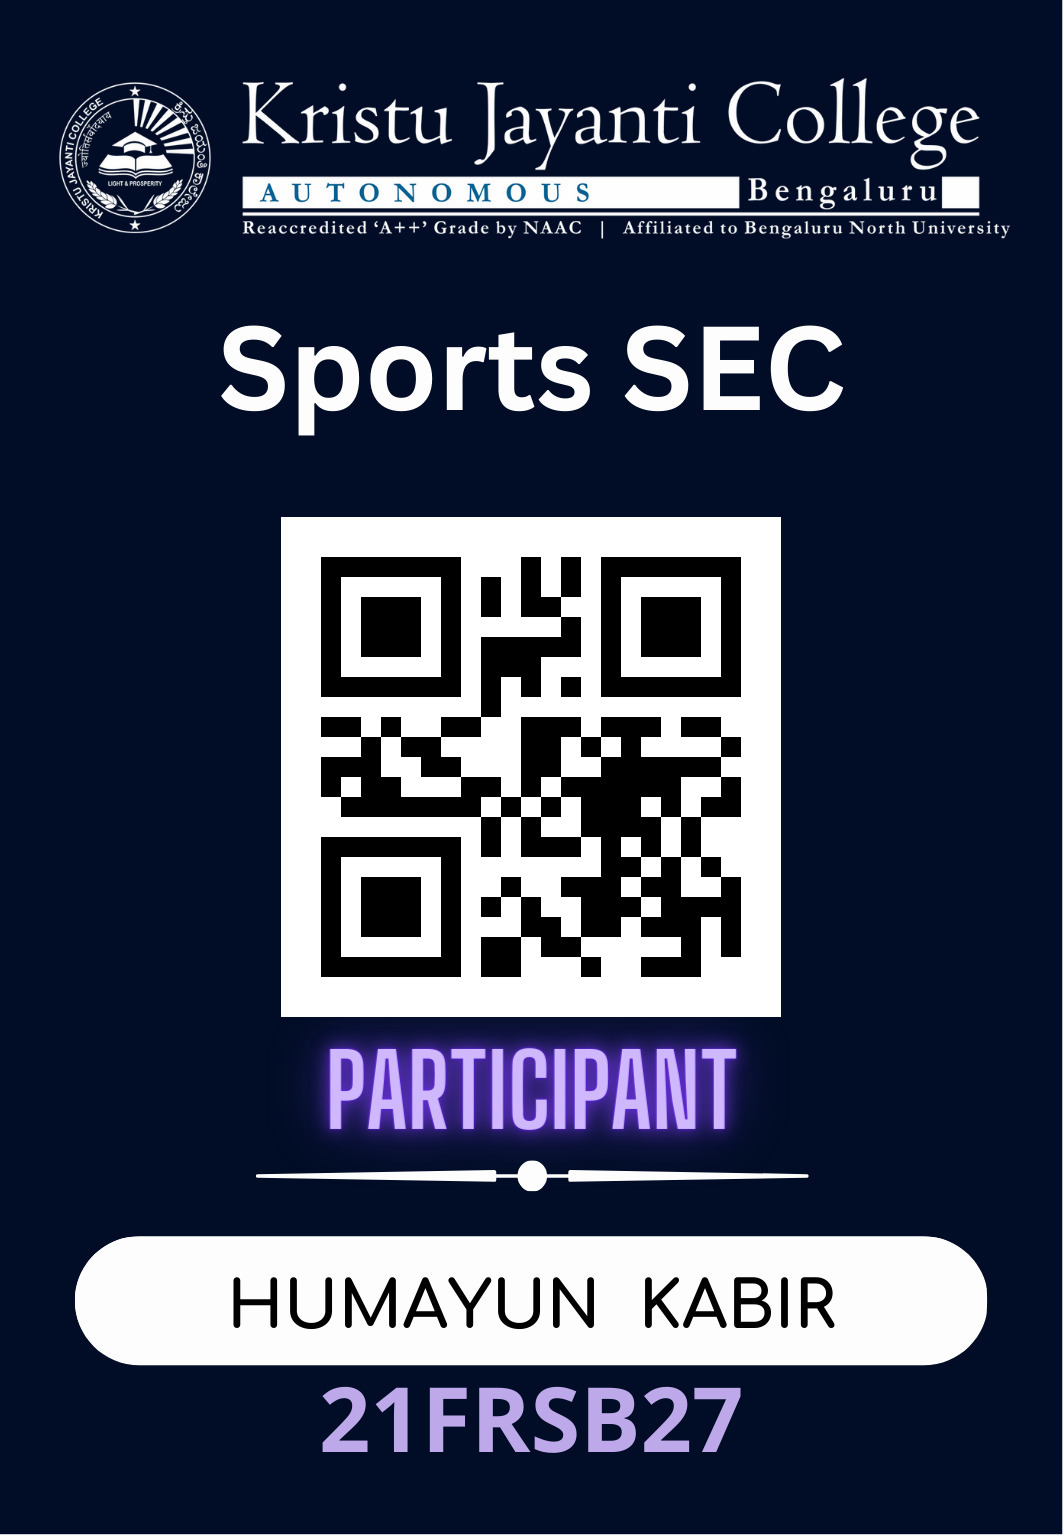 KRISTU JAYANTI COLLEGE
ಕ್ರಿಸ್ತು ಜಯಂತಿ ಕಾಲೇಜು
LIGHT & PROSPERITY
Kristu Jayanti College
AUTONOMOUS Bengaluru
Reaccredited ‘A++’ Grade by NAAC | Affiliated to Bengaluru North University
Sports SEC
PARTICIPANT
HUMAYUN KABIR
21FRSB27